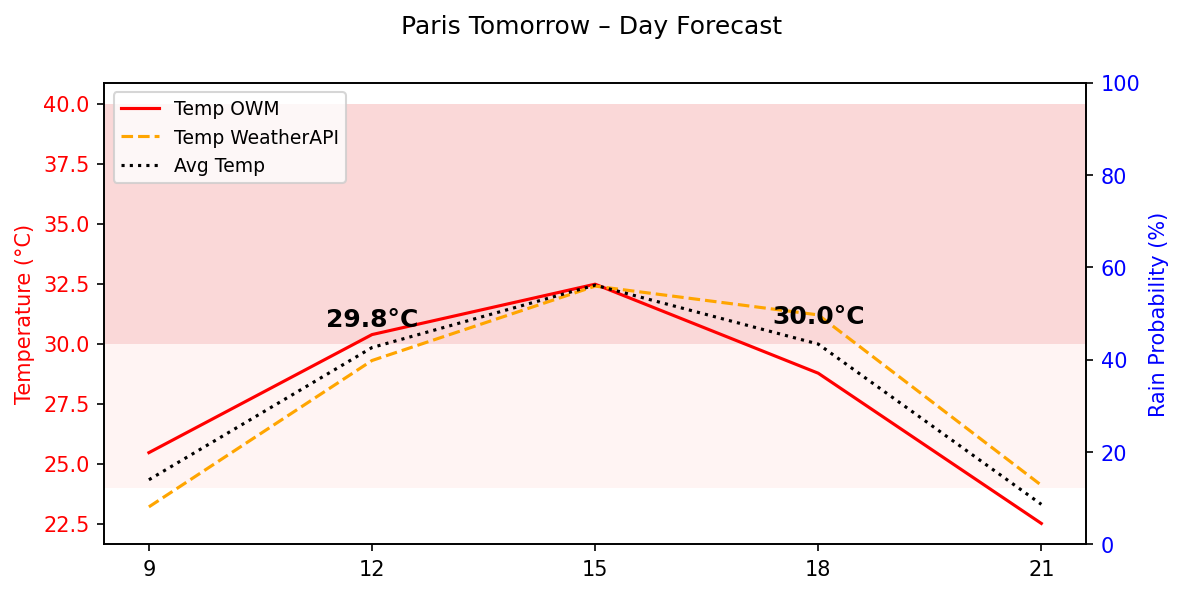 Paris Tomorrow – Day Forecast
Temp OWM
Temp WeatherAPI
Avg Temp
Temperature (°C)
40.0
37.5
35.0
32.5
30.0
27.5
25.0
22.5
29.8°C
30.0°C
100
80
60
40
20
0
Rain Probability (%)
9 12 15 18 21